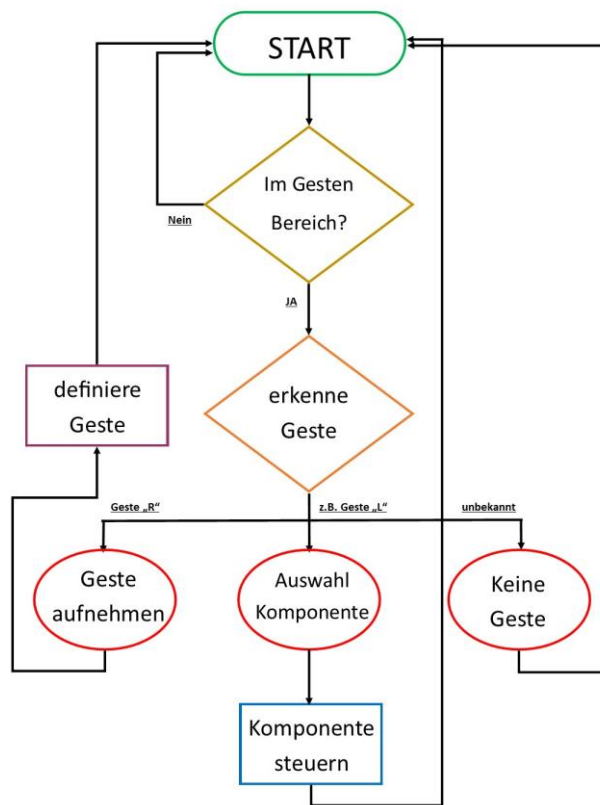 START
Im Gesten
Bereich?
Nein
JA
definiere
Geste
erkenne
Geste
Geste „R“
z.B. Geste „L“
unbekannt
Geste
aufnehmen
Auswahl
Komponente
Keine
Geste
Komponente
steuern